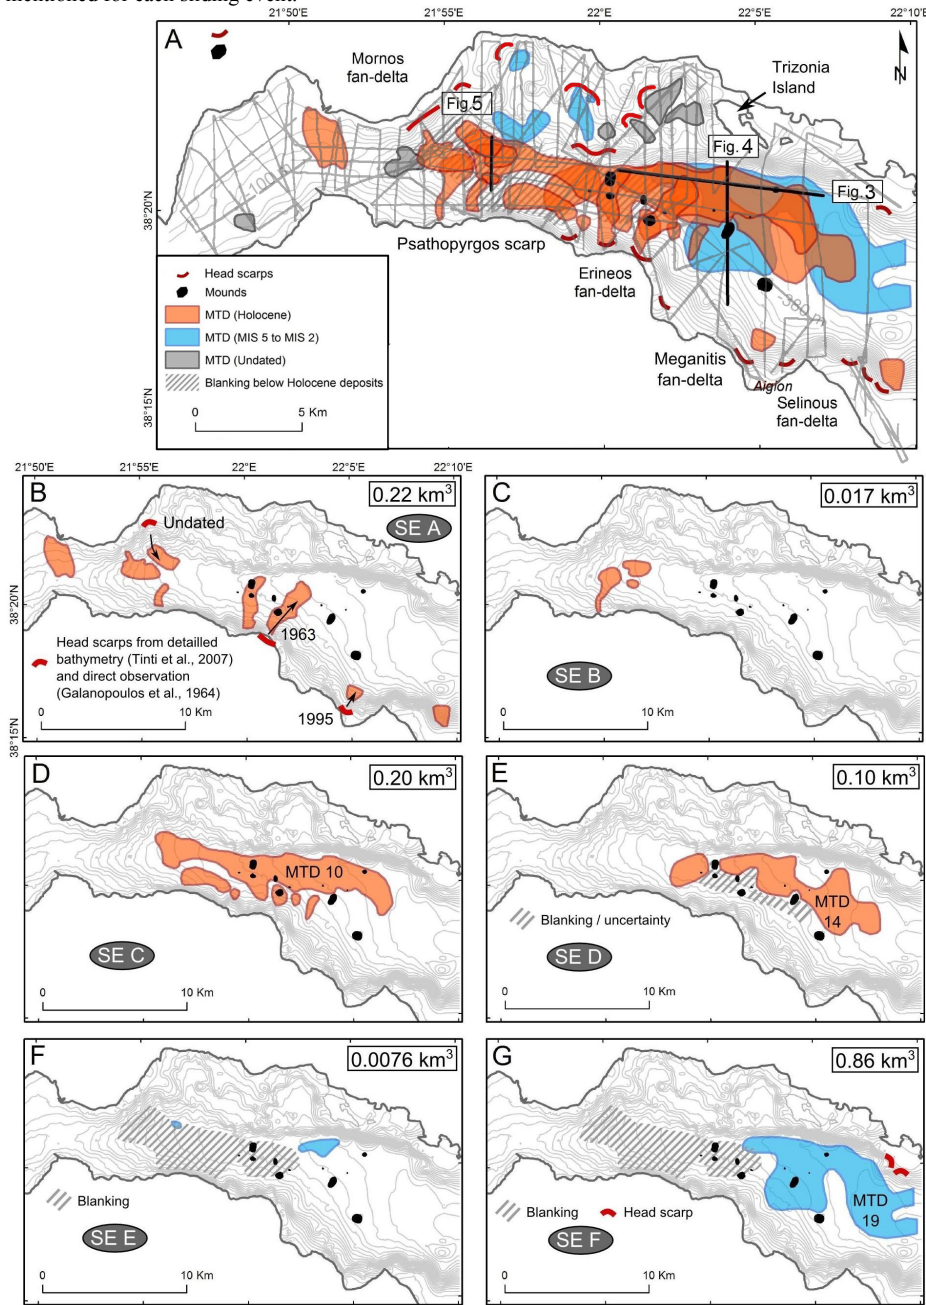 mentioned for each sliding event.
21°50'E 21°55'E 22°E 22°5'E 22°10'E
A
Mornos
fan-delta
N
Trizonia
Island
Fig. 5
Fig. 4
Fig. 3
-100 m
38°20'N
Psathopyrgos scarp
Erineos
fan-delta
-300 m
Meganitis
fan-delta
Aigion
Selinous
fan-delta
38°15'N
Head scarps
Mounds
MTD (Holocene)
MTD (MIS 5 to MIS 2)
MTD (Undated)
Blanking below Holocene deposits
0 5 Km
21°50'E 21°55'E 22°E 22°5'E 22°10'E
B
0.22 km³
Undated
SE A
38°20'N
1963
Head scarps from detailled
bathymetry (Tinti et al., 2007)
and direct observation
(Galanopoulos et al., 1964)
1995
0 10 Km
38°15'N
C
0.017 km³
SE B
0 10 Km
D
0.20 km³
MTD 10
SE C
0 10 Km
E
0.10 km³
MTD
14
Blanking / uncertainty
SE D
0 10 Km
F
0.0076 km³
Blanking
SE E
0 10 Km
G
0.86 km³
MTD
19
Blanking Head scarp
SE F
0 10 Km